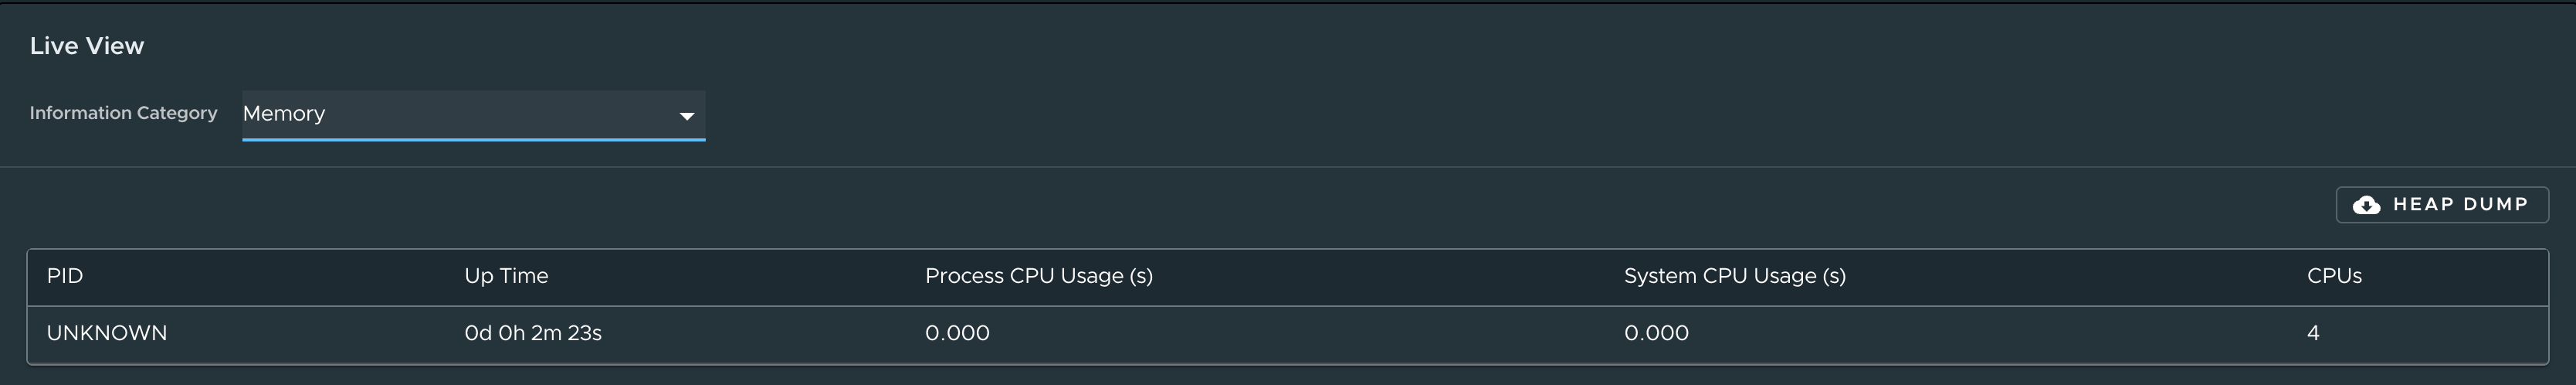 Live View
Information Category Memory
HEAP DUMP
PID Up Time Process CPU Usage (s) System CPU Usage (s) CPUs
UNKNOWN 0d 0h 2m 23s 0.000 0.000 4